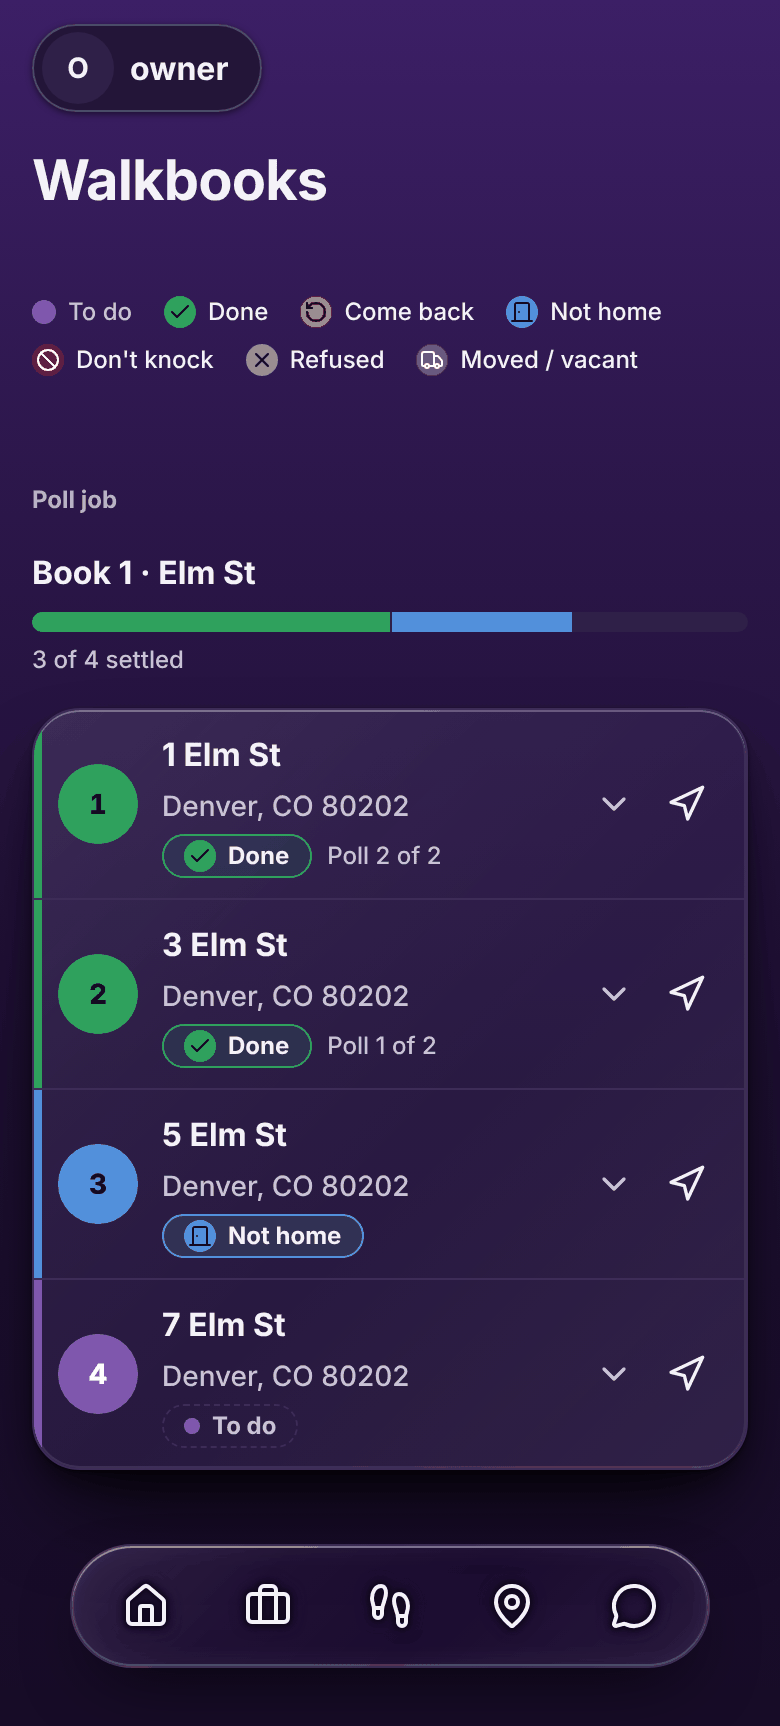 O owner
Walkbooks
To do Done Come back Not home
Don't knock Refused Moved / vacant
Poll job
Book 1 · Elm St
3 of 4 settled
1 1 Elm St
Denver, CO 80202
Done Poll 2 of 2
2 3 Elm St
Denver, CO 80202
Done Poll 1 of 2
3 5 Elm St
Denver, CO 80202
Not home
4 7 Elm St
Denver, CO 80202
To do